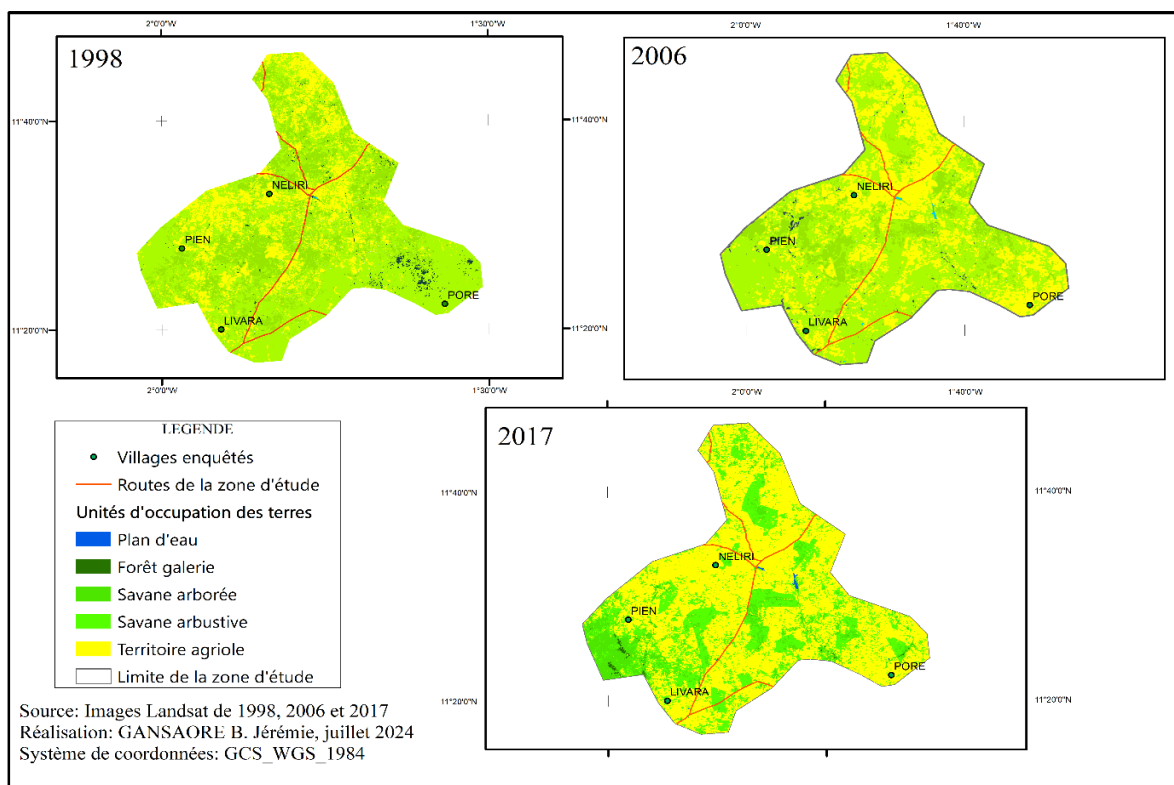 2°0'0"W
1°30'0"W
1998
11°40'0"N
11°40'0"N
NELIRI
PIEN
PORE
LIVARA
11°20'0"N
11°20'0"N
2°0'0"W
1°30'0"W
2°0'0"W
1°40'0"W
2006
NELIRI
PIEN
PORE
LIVARA
2°0'0"W
1°40'0"W
2017
11°40'0"N
11°40'0"N
NELIRI
PIEN
PORE
LIVARA
11°20'0"N
11°20'0"N
LEGENDE
Villages enquêtés
Routes de la zone d'étude
Unités d'occupation des terres
Plan d'eau
Forêt galerie
Savane arborée
Savane arbustive
Territoire agriole
Limite de la zone d'étude
Source: Images Landsat de 1998, 2006 et 2017
Réalisation: GANSAORE B. Jérémie, juillet 2024
Système de coordonnées: GCS_WGS_1984